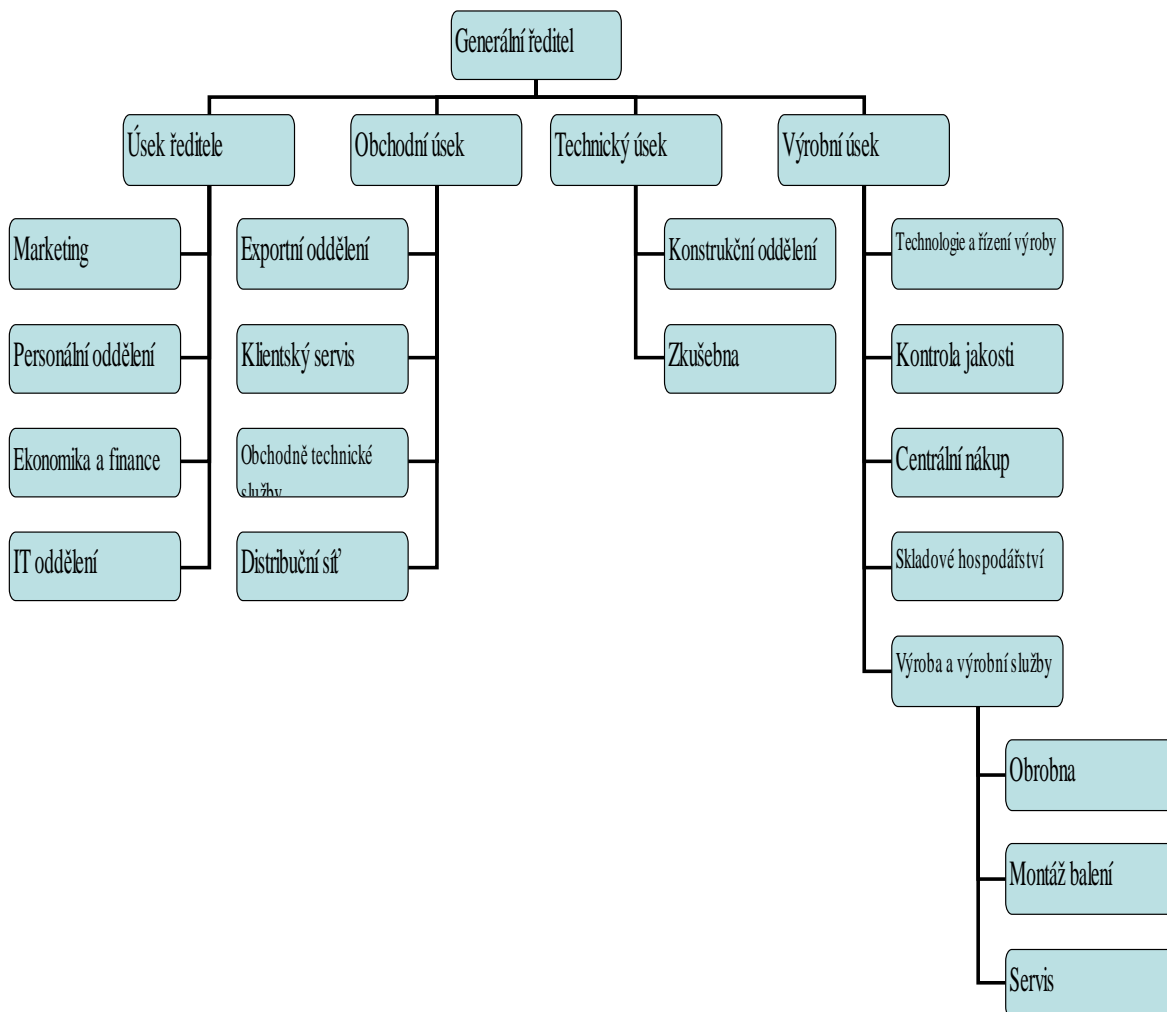 Generální ředitel
Úsek ředitele
Obchodní úsek
Technický úsek
Výrobní úsek
Marketing
Exportní oddělení
Konstrukční oddělení
Technologie a řízení výroby
Personální oddělení
Klientský servis
Zkušebna
Kontrola jakosti
Ekonomika a finance
Obchodně technické
služby
Centrální nákup
IT oddělení
Distribuční síť
Skladové hospodářství
Výroba a výrobní služby
Obrobna
Montáž balení
Servis